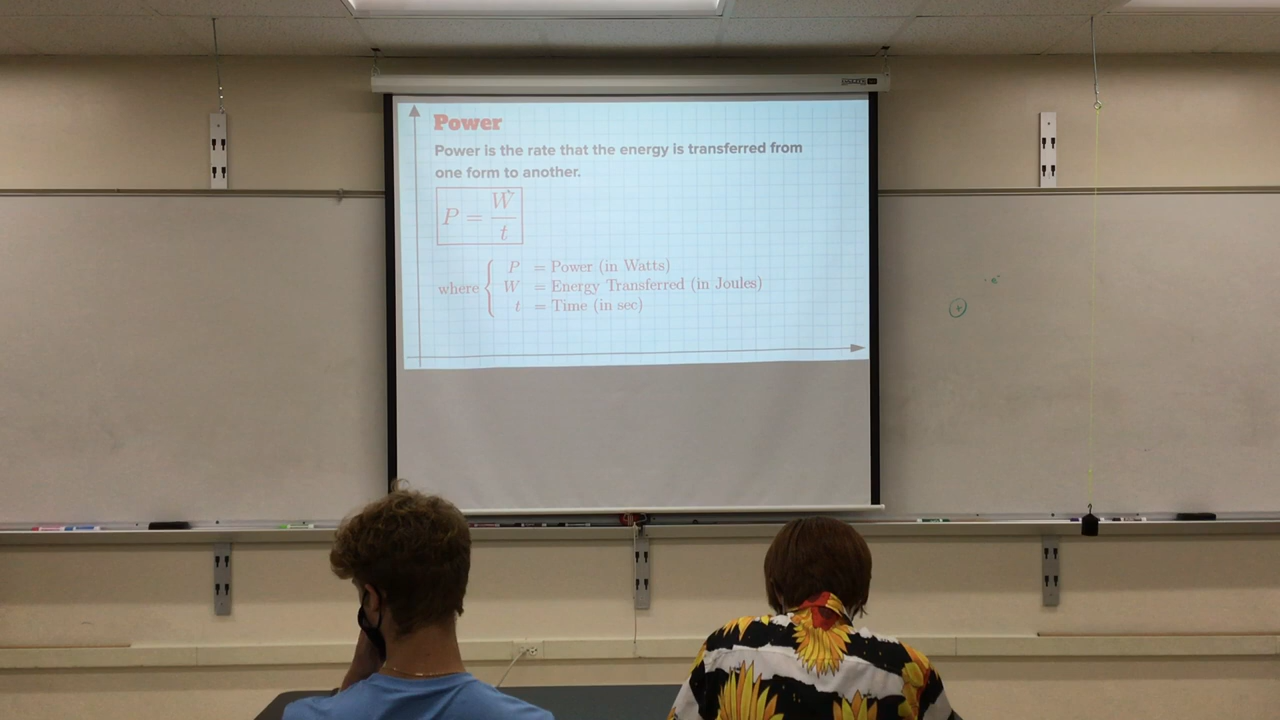 Power
Power is the rate that the energy is transferred from
one form to another.
P = W/t
where { P = Power (in Watts)
W = Energy Transferred (in Joules)
t = Time (in sec)